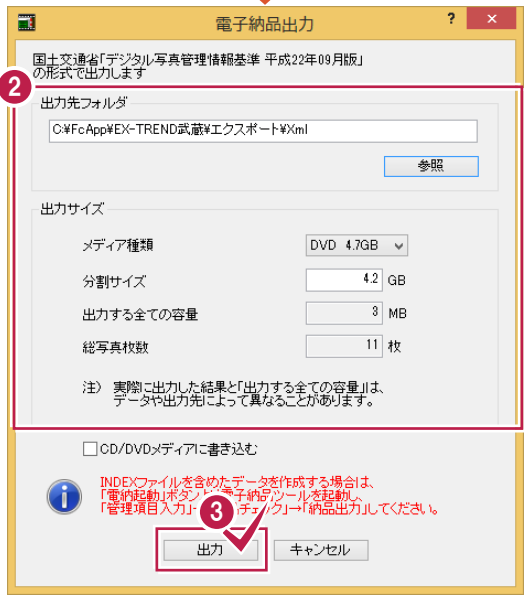 電子納品出力
? ×
国土交通省「デジタル写真管理情報基準 平成22年09月版」
の形式で出力します
2
出力先フォルダ
C:¥FcApp¥EX-TREND武蔵¥エクスポート¥Xml
参照
出力サイズ
メディア種類 DVD 4.7GB
分割サイズ 4.2 GB
出力する全ての容量 3 MB
総写真枚数 11 枚
注) 実際に出力した結果と「出力する全ての容量」は、
データや出力先によって異なることがあります。
CD/DVDメディアに書き込む
INDEXファイルを含めたデータを作成する場合は、
「電納起動」ボタン 電子納品ツールを起動し、
「管理項目入力」 チェック」→「納品出力」してください。
3
出力 キャンセル